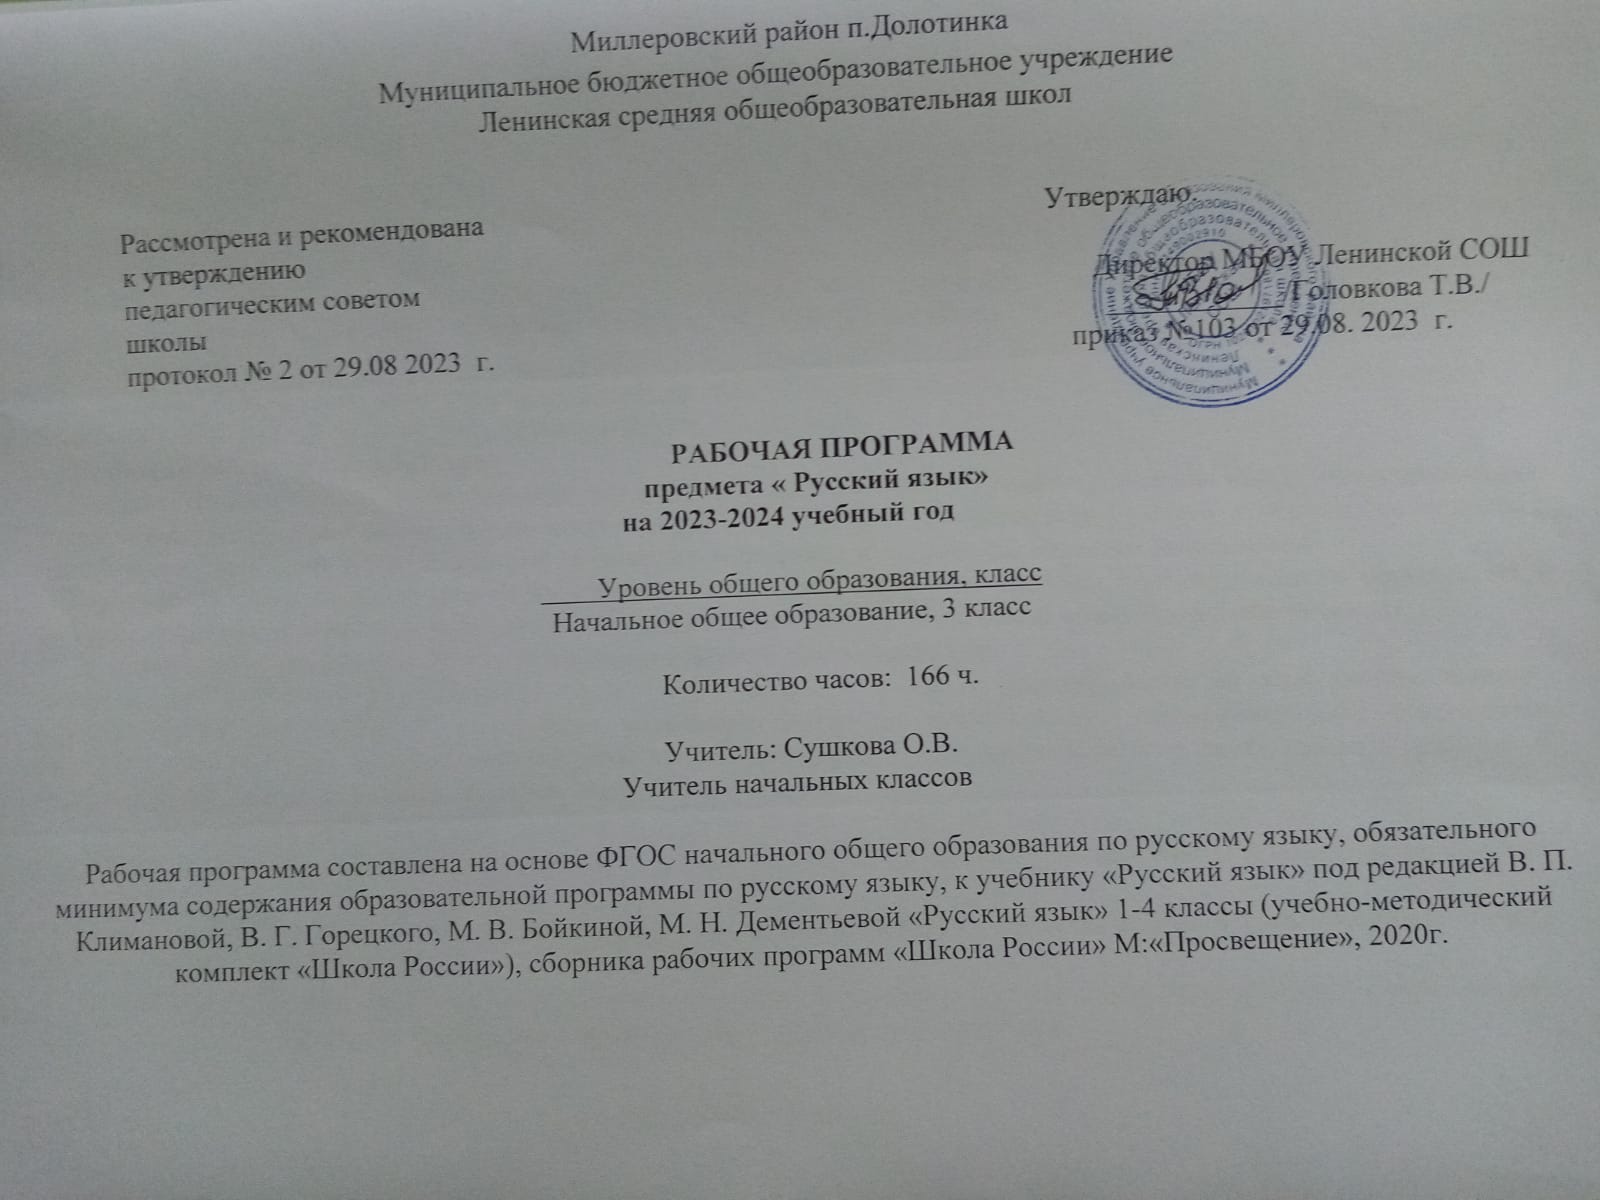 Миллеровский район п.Долотинка
Муниципальное бюджетное общеобразовательное учреждение
Ленинская средняя общеобразовательная школ
Утверждаю.
Рассмотрена и рекомендована
к утверждению
педагогическим советом
школы
протокол № 2 от 29.08 2023 г.
Директор МБОУ Ленинской СОШ
/Головкова Т.В./
приказ №103 от 29.08. 2023 г.
РАБОЧАЯ ПРОГРАММА
предмета « Русский язык»
на 2023-2024 учебный год
Уровень общего образования, класс
Начальное общее образование, 3 класс
Количество часов: 166 ч.
Учитель: Сушкова О.В.
Учитель начальных классов
Рабочая программа составлена на основе ФГОС начального общего образования по русскому языку, обязательного
минимума содержания образовательной программы по русскому языку, к учебнику «Русский язык» под редакцией В. П.
Климановой, В. Г. Горецкого, М. В. Бойкиной, М. Н. Дементьевой «Русский язык» 1-4 классы (учебно-методический
комплект «Школа России»), сборника рабочих программ «Школа России» М:«Просвещение», 2020г.